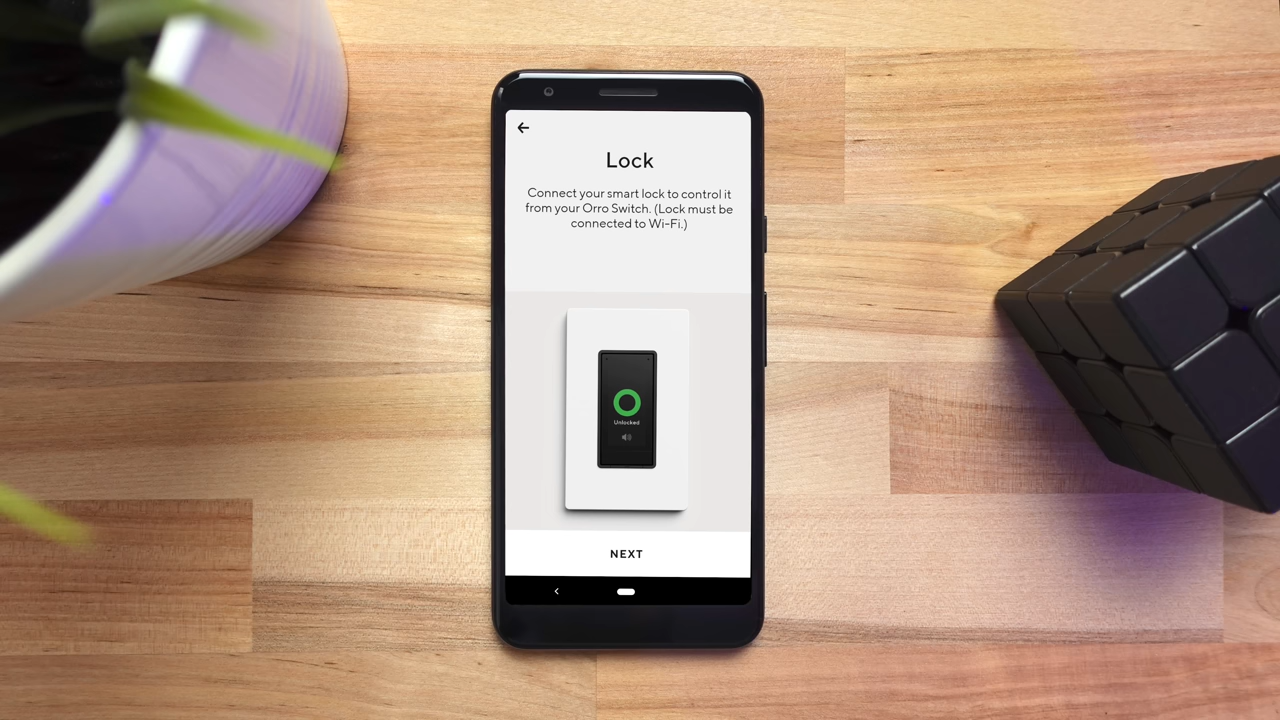 Lock
Connect your smart lock to control it
from your Orro Switch. (Lock must be
connected to Wi-Fi.)
Unlocked
NEXT